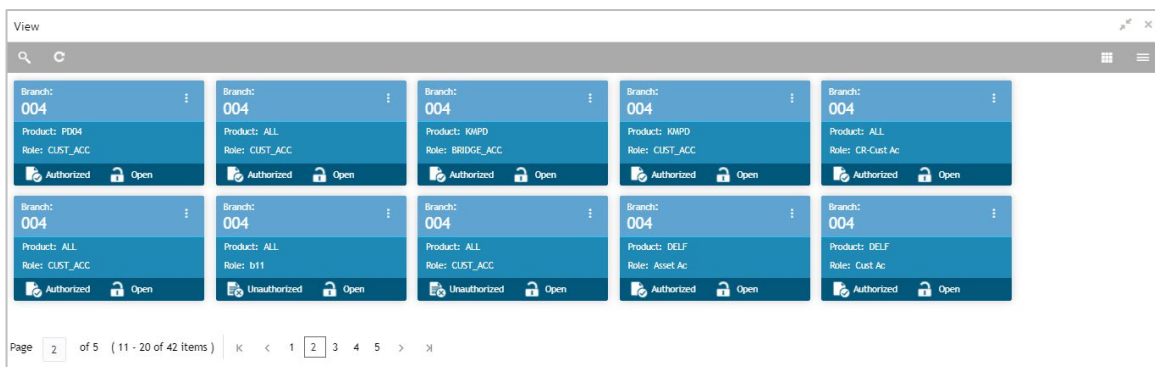 View
Branch:
004
Product: PD04
Role: CUST_ACC
Authorized Open
Branch:
004
Product: ALL
Role: CUST_ACC
Authorized Open
Branch:
004
Product: KMPD
Role: BRIDGE_ACC
Authorized Open
Branch:
004
Product: KMPD
Role: CUST_ACC
Authorized Open
Branch:
004
Product: ALL
Role: CR-Cust Ac
Authorized Open
Branch:
004
Product: ALL
Role: CUST_ACC
Authorized Open
Branch:
004
Product: ALL
Role: b11
Unauthorized Open
Branch:
004
Product: ALL
Role: CUST_ACC
Unauthorized Open
Branch:
004
Product: DELF
Role: Asset Ac
Authorized Open
Branch:
004
Product: DELF
Role: Cust Ac
Authorized Open
Page 2 of 5 ( 11 - 20 of 42 items ) 1 2 3 4 5